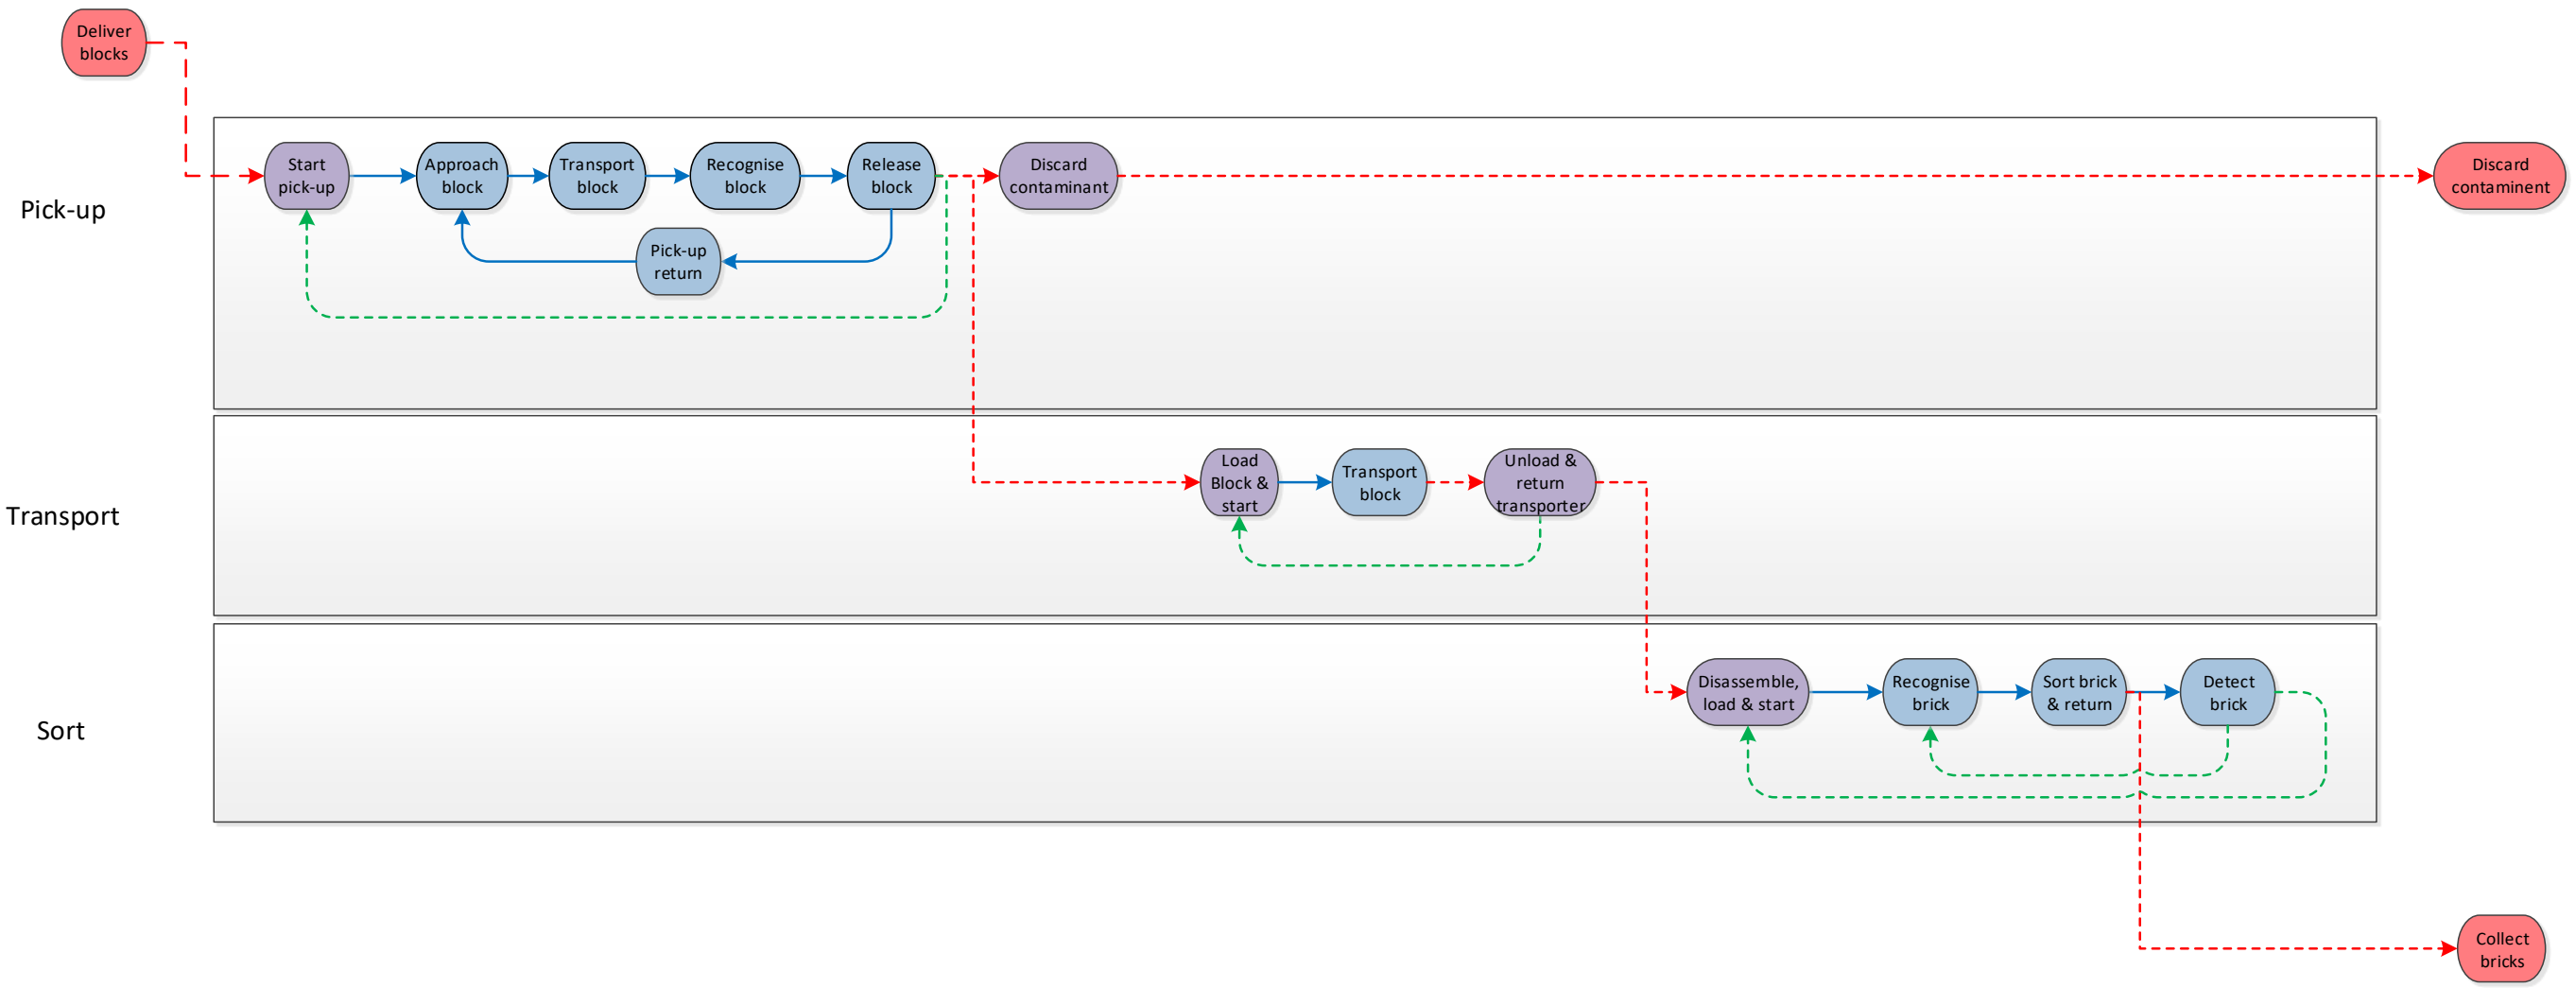 Deliver
blocks
Pick-up
Start
pick-up
Approach
block
Transport
block
Recognise
block
Release
block
Discard
contaminant
Discard
contaminent
Pick-up
return
Transport
Load
Block &
start
Transport
block
Unload &
return
transporter
Sort
Disassemble,
load & start
Recognise
brick
Sort brick
& return
Detect
brick
Collect
bricks